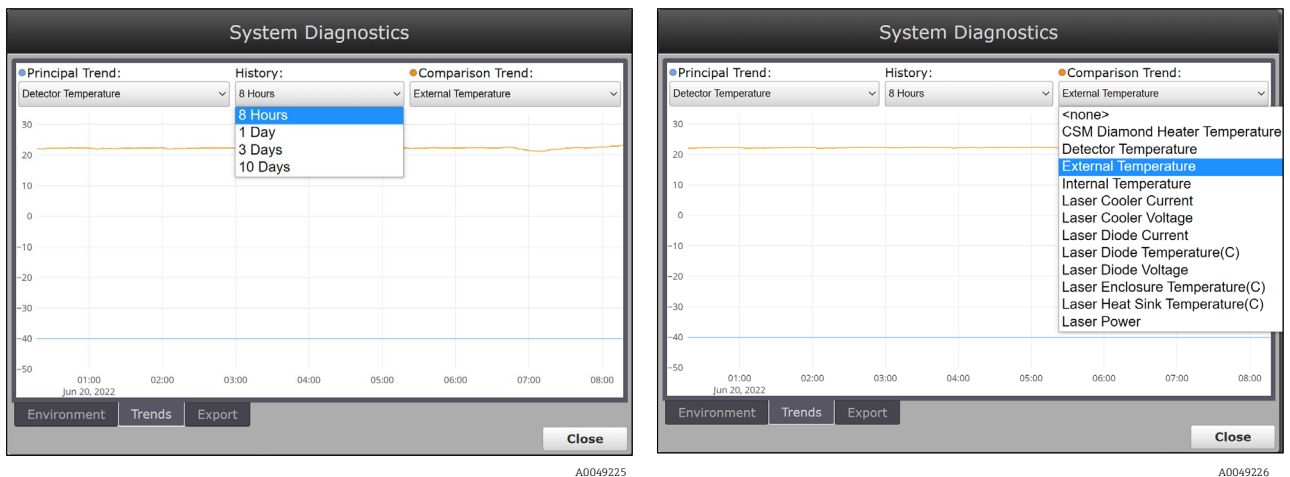 System Diagnostics
Principal Trend:
History:
Comparison Trend:
Detector Temperature
8 Hours
External Temperature
8 Hours
1 Day
3 Days
10 Days
30
20
10
0
−10
−20
−30
−40
−50
01:00
02:00
03:00
04:00
05:00
06:00
07:00
08:00
Jun 20, 2022
Environment
Trends
Export
Close
A0049225
System Diagnostics
Principal Trend:
History:
Comparison Trend:
Detector Temperature
8 Hours
External Temperature
<none>
CSM Diamond Heater Temperature
Detector Temperature
External Temperature
Internal Temperature
Laser Cooler Current
Laser Cooler Voltage
Laser Diode Current
Laser Diode Temperature(C)
Laser Diode Voltage
Laser Enclosure Temperature(C)
Laser Heat Sink Temperature(C)
Laser Power
30
20
10
0
−10
−20
−30
−40
−50
01:00
02:00
03:00
04:00
05:00
06:00
07:00
08:00
Jun 20, 2022
Environment
Trends
Export
Close
A0049226